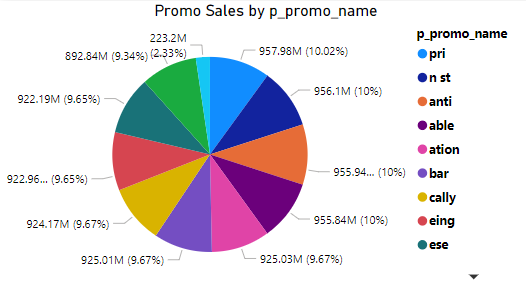 Promo Sales by p_promo_name
223.2M
(2.33%)
892.84M (9.34%)
957.98M (10.02%)
922.19M (9.65%)
956.1M (10%)
922.96... (9.65%)
955.94... (10%)
924.17M (9.67%)
955.84M (10%)
925.01M (9.67%)
925.03M (9.67%)
p_promo_name
pri
n st
anti
able
ation
bar
cally
eing
ese